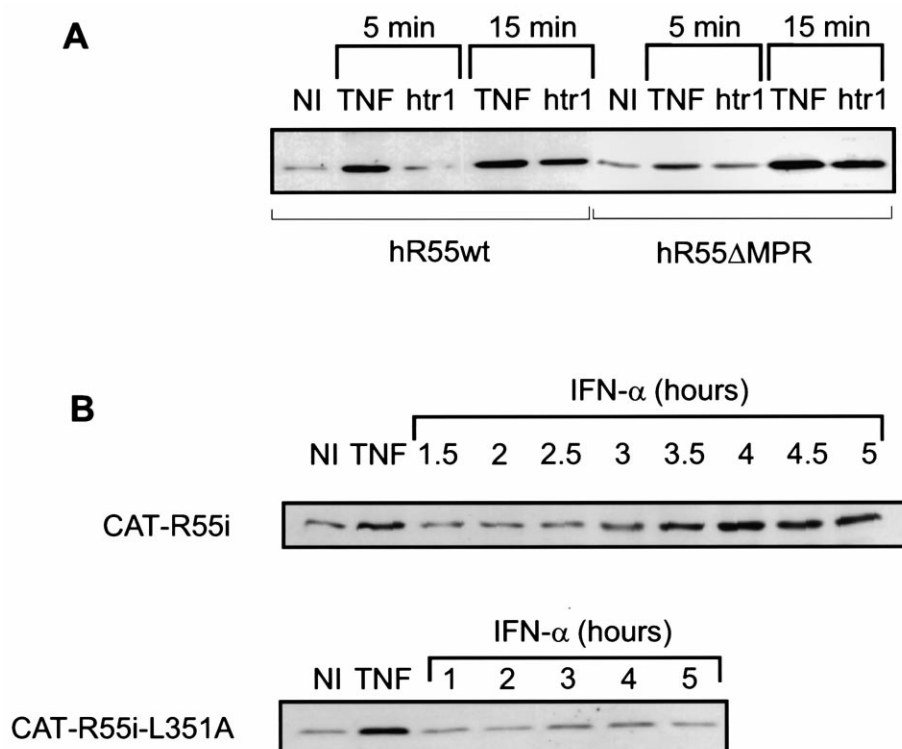 A
5 min 15 min 5 min 15 min
NI TNF htr1 TNF htr1 NI TNF htr1 TNF htr1
hR55wt hR55ΔMPR
B
IFN-α (hours)
NI TNF 1.5 2 2.5 3 3.5 4 4.5 5
CAT-R55i
IFN-α (hours)
NI TNF 1 2 3 4 5
CAT-R55i-L351A